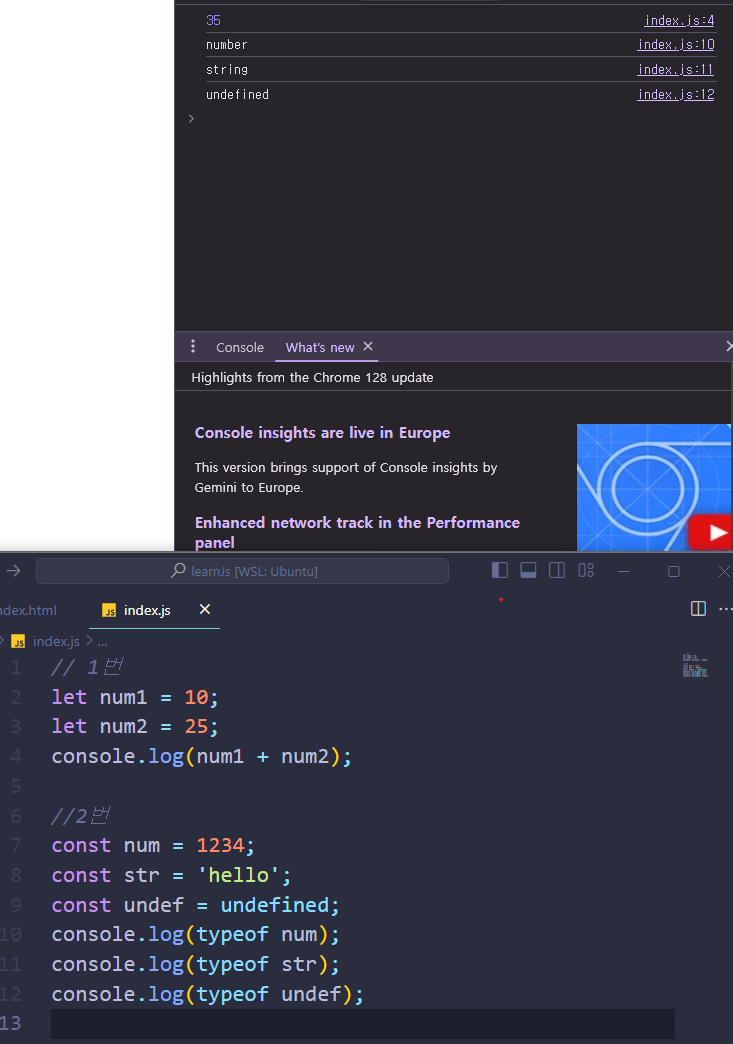 35 index.js:4
number index.js:10
string index.js:11
undefined index.js:12
Console What's new
Highlights from the Chrome 128 update
Console insights are live in Europe
This version brings support of Console insights by
Gemini to Europe.
Enhanced network track in the Performance
panel
learnJs [WSL: Ubuntu]
ndex.html JS index.js
JS index.js > ...
1 // 1번
2 let num1 = 10;
3 let num2 = 25;
4 console.log(num1 + num2);
5
6 //2번
7 const num = 1234;
8 const str = 'hello';
9 const undef = undefined;
10 console.log(typeof num);
11 console.log(typeof str);
12 console.log(typeof undef);
13